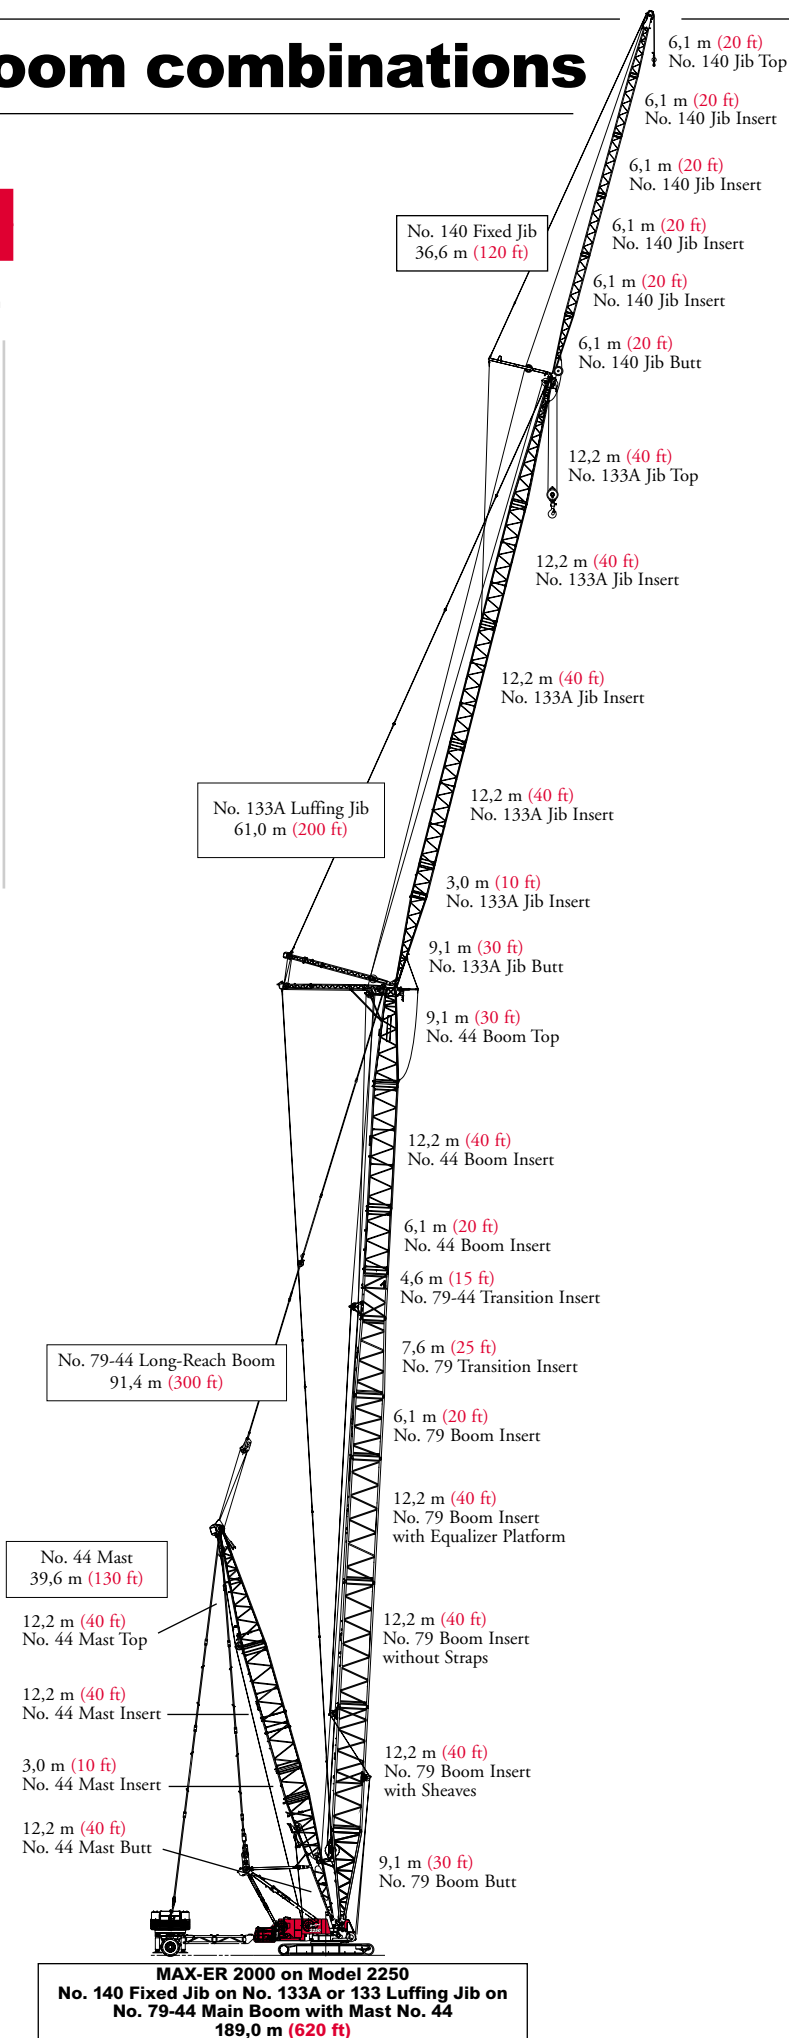 oom combinations
6,1 m (20 ft)
No. 140 Jib Top
6,1 m (20 ft)
No. 140 Jib Insert
6,1 m (20 ft)
No. 140 Jib Insert
6,1 m (20 ft)
No. 140 Jib Insert
No. 140 Fixed Jib
36,6 m (120 ft)
6,1 m (20 ft)
No. 140 Jib Insert
6,1 m (20 ft)
No. 140 Jib Butt
12,2 m (40 ft)
No. 133A Jib Top
12,2 m (40 ft)
No. 133A Jib Insert
12,2 m (40 ft)
No. 133A Jib Insert
12,2 m (40 ft)
No. 133A Jib Insert
No. 133A Luffing Jib
61,0 m (200 ft)
3,0 m (10 ft)
No. 133A Jib Insert
9,1 m (30 ft)
No. 133A Jib Butt
9,1 m (30 ft)
No. 44 Boom Top
12,2 m (40 ft)
No. 44 Boom Insert
6,1 m (20 ft)
No. 44 Boom Insert
4,6 m (15 ft)
No. 79-44 Transition Insert
7,6 m (25 ft)
No. 79 Transition Insert
No. 79-44 Long-Reach Boom
91,4 m (300 ft)
6,1 m (20 ft)
No. 79 Boom Insert
12,2 m (40 ft)
No. 79 Boom Insert
with Equalizer Platform
No. 44 Mast
39,6 m (130 ft)
12,2 m (40 ft)
No. 44 Mast Top
12,2 m (40 ft)
No. 79 Boom Insert
without Straps
12,2 m (40 ft)
No. 44 Mast Insert
12,2 m (40 ft)
No. 79 Boom Insert
with Sheaves
3,0 m (10 ft)
No. 44 Mast Insert
12,2 m (40 ft)
No. 44 Mast Butt
9,1 m (30 ft)
No. 79 Boom Butt
MAX-ER 2000 on Model 2250
No. 140 Fixed Jib on No. 133A or 133 Luffing Jib on
No. 79-44 Main Boom with Mast No. 44
189,0 m (620 ft)